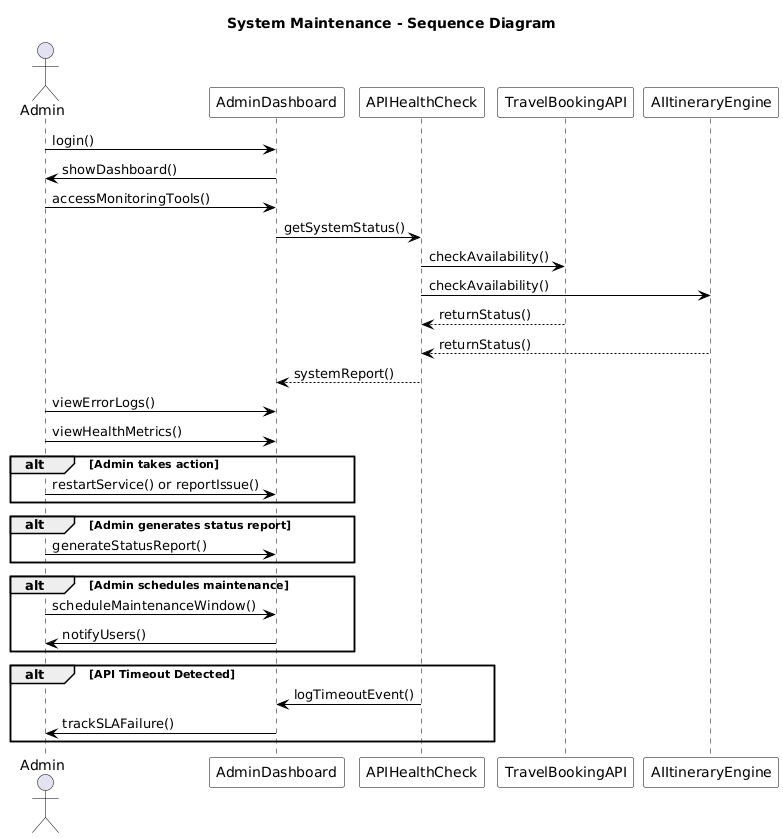 System Maintenance - Sequence Diagram
Admin
AdminDashboard
APIHealthCheck
TravelBookingAPI
AIItineraryEngine
login()
showDashboard()
accessMonitoringTools()
getSystemStatus()
checkAvailability()
checkAvailability()
returnStatus()
returnStatus()
systemReport()
viewErrorLogs()
viewHealthMetrics()
alt [Admin takes action]
restartService() or reportIssue()
alt [Admin generates status report]
generateStatusReport()
alt [Admin schedules maintenance]
scheduleMaintenanceWindow()
notifyUsers()
alt [API Timeout Detected]
logTimeoutEvent()
trackSLAFailure()
Admin
AdminDashboard
APIHealthCheck
TravelBookingAPI
AIItineraryEngine